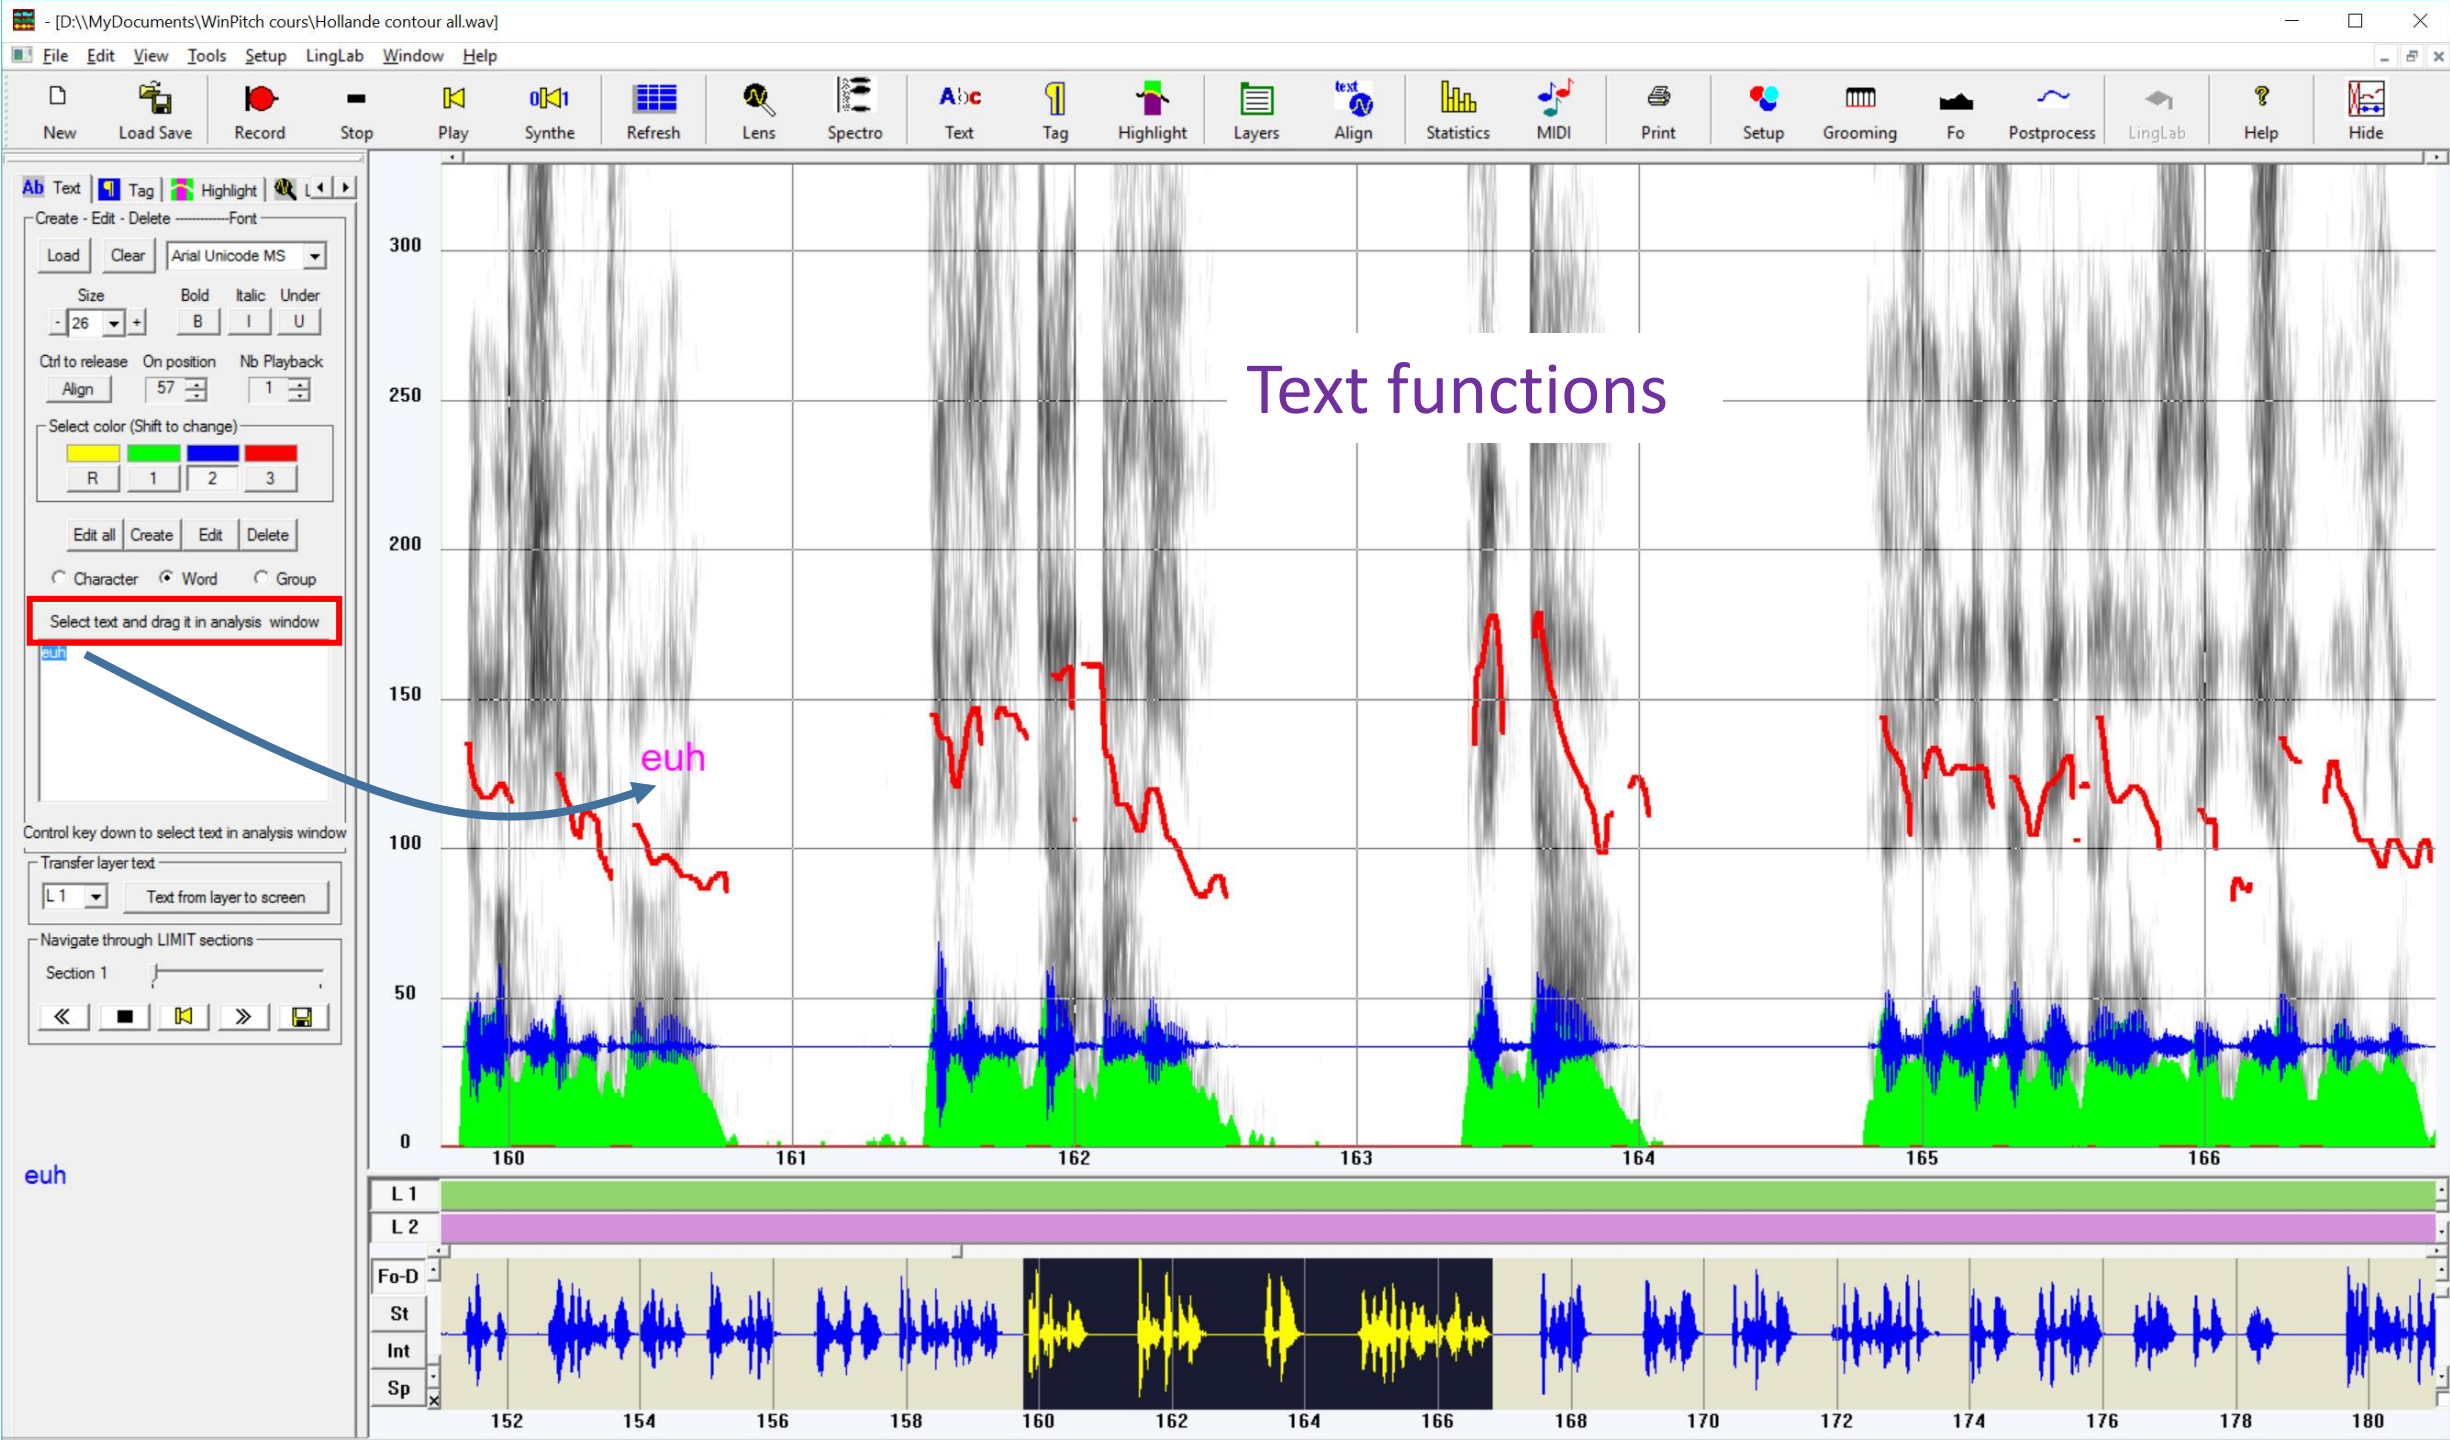 - [D:\\MyDocuments\WinPitch cours\Hollande contour all.wav]
File Edit View Tools Setup LingLab Window Help
New Load Save Record Stop Play Synthe Refresh Lens Spectro Text Tag Highlight Layers Align Statistics MIDI Print Setup Grooming Fo Postprocess LingLab Help Hide
Ab Text Tag Highlight L
Create - Edit - Delete ------------Font
Load Clear Arial Unicode MS
Size Bold Italic Under
- 26 + B I U
Ctrl to release On position Nb Playback
Align 57 1
Select color (Shift to change)
R 1 2 3
Edit all Create Edit Delete
Character Word Group
Select text and drag it in analysis window
euh
Control key down to select text in analysis window
Transfer layer text
L 1 Text from layer to screen
Navigate through LIMIT sections
Section 1
euh
Text functions
euh
300
250
200
150
100
50
0
160 161 162 163 164 165 166
L 1
L 2
Fo-D
St
Int
Sp
152 154 156 158 160 162 164 166 168 170 172 174 176 178 180